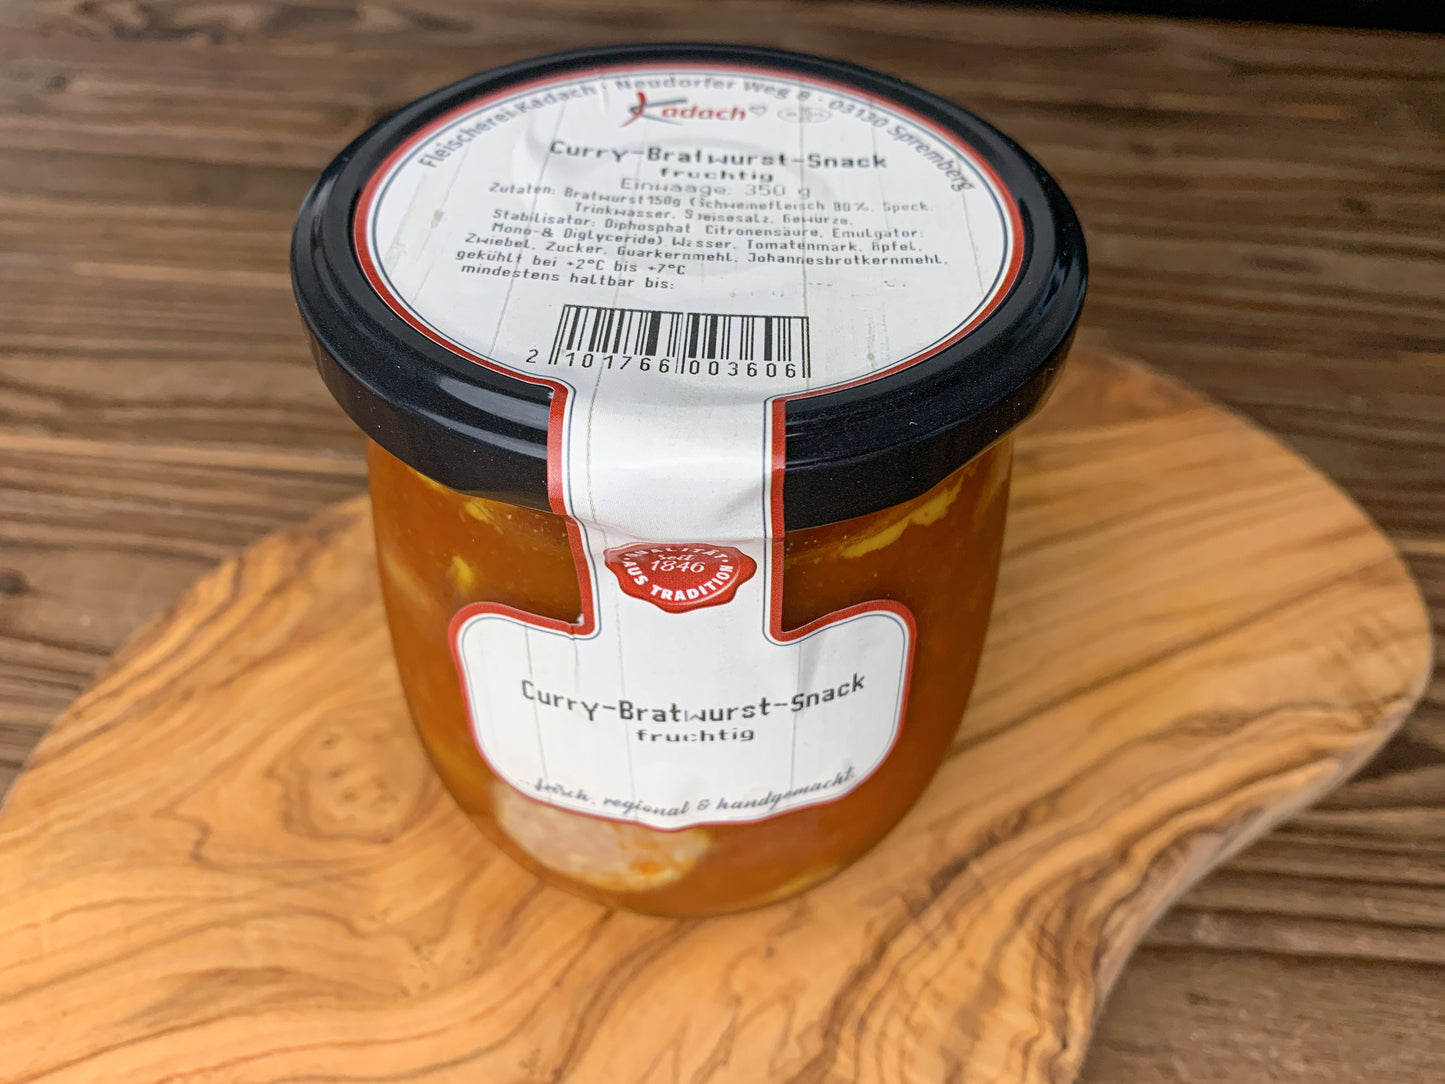 Fleischerei Kadach · Neudorfer Weg 8 · 03130 Spremberg
Kadach
Curry-Bratwurst-Snack
fruchtig
Einwaage: 350 g
Zutaten: Bratwurst 150g (Schweinefleisch 80%, Speck,
Trinkwasser, Speisesalz, Gewürze,
Stabilisator: Diphosphat Citronensäure, Emulgator:
Mono-& Diglyceride) Wasser, Tomatenmark, Apfel,
Zwiebel, Zucker, Guarkernmehl, Johannesbrotkernmehl,
gekühlt bei +2°C bis +7°C
mindestens haltbar bis:
2 101766 003606
QUALITÄT
seit
1846
AUS TRADITION
Curry-Bratwurst-Snack
fruchtig
...frisch, regional & handgemacht